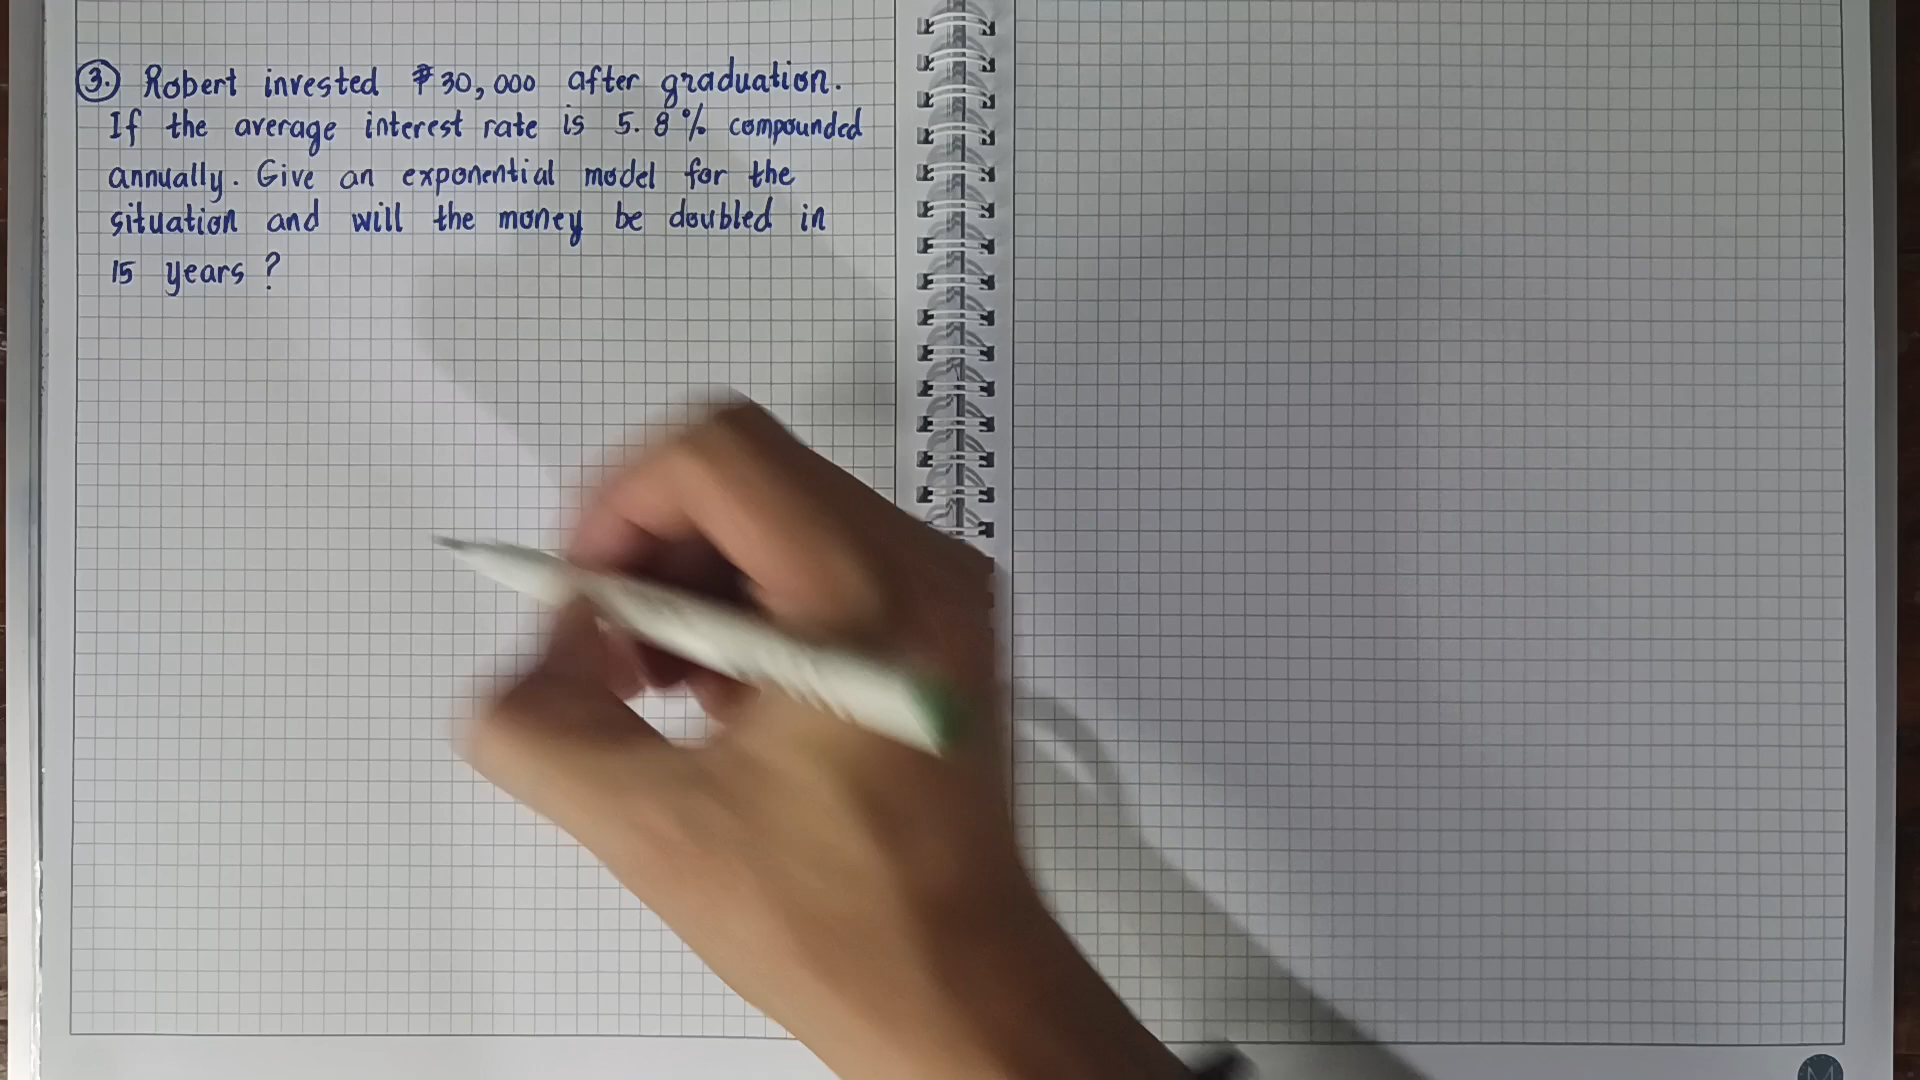 3. Robert invested ₱30,000 after graduation.
If the average interest rate is 5.8% compounded
annually. Give an exponential model for the
situation and will the money be doubled in
15 years?